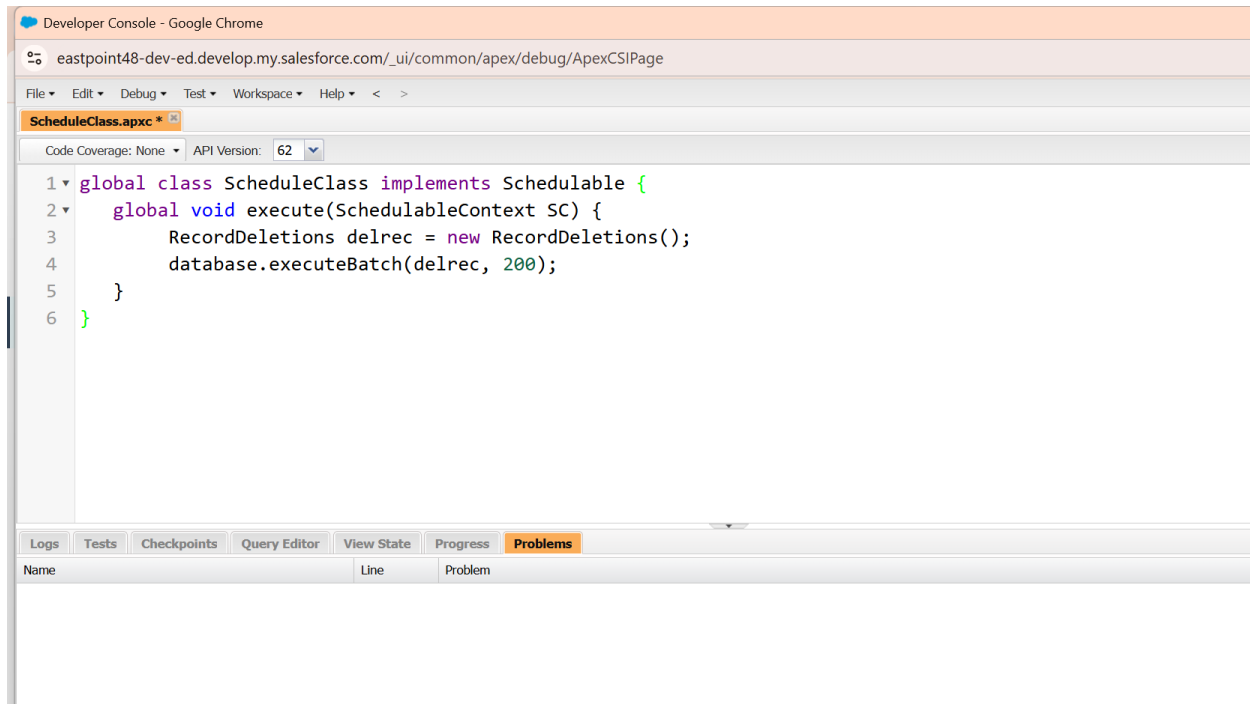 Developer Console - Google Chrome
eastpoint48-dev-ed.develop.my.salesforce.com/_ui/common/apex/debug/ApexCSIPage
File Edit Debug Test Workspace Help < >
ScheduleClass.apxc *
Code Coverage: None API Version: 62
1 global class ScheduleClass implements Schedulable {
2 global void execute(SchedulableContext SC) {
3 RecordDeletions delrec = new RecordDeletions();
4 database.executeBatch(delrec, 200);
5 }
6 }
Logs Tests Checkpoints Query Editor View State Progress Problems
Name Line Problem